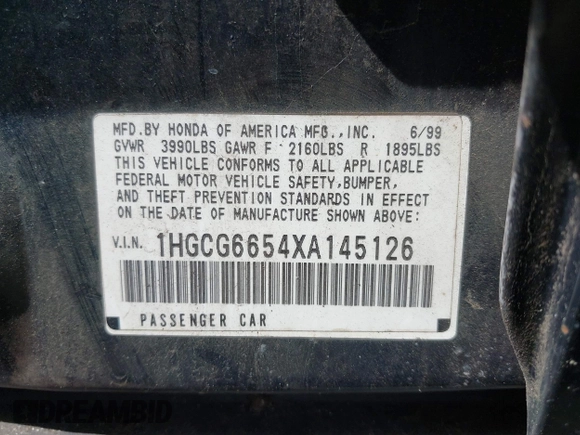 MFD.BY HONDA OF AMERICA MFG.,INC. 6/99
GVWR 3990LBS GAWR F 2160LBS R 1895LBS
THIS VEHICLE CONFORMS TO ALL APPLICABLE
FEDERAL MOTOR VEHICLE SAFETY,BUMPER,
AND THEFT PREVENTION STANDARDS IN EFFECT
ON THE DATE OF MANUFACTURE SHOWN ABOVE:
V.I.N. 1HGCG6654XA145126
PASSENGER CAR
DREAMBID